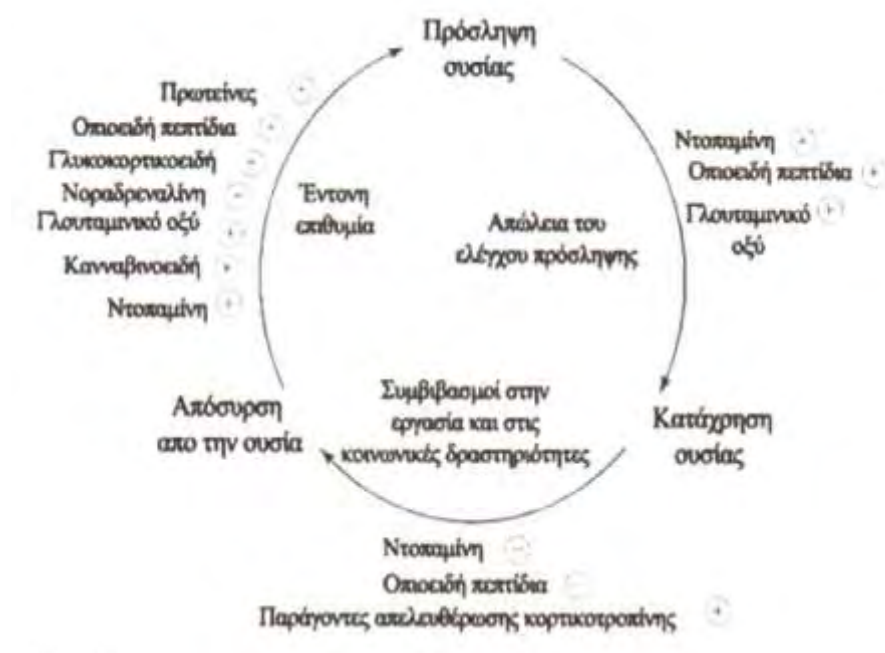 Πρόσληψη
ουσίας
Πρωτείνες +
Οπιοειδή πεπτίδια +
Γλυκοκορτικοειδή +
Νοραδρεναλίνη +
Γλουταμινικό οξύ +
Κανναβινοειδή +
Ντοπαμίνη +
Έντονη
επιθυμία
Ντοπαμίνη +
Οπιοειδή πεπτίδια +
Γλουταμινικό +
οξύ
Απώλεια του
ελέγχου πρόσληψης
Απόσυρση
απο την ουσία
Συμβιβασμοί στην
εργασία και στις
κοινωνικές δραστηριότητες
Κατάχρηση
ουσίας
Ντοπαμίνη −
Οπιοειδή πεπτίδια −
Παράγοντες απελευθέρωσης κορτικοτροπίνης +